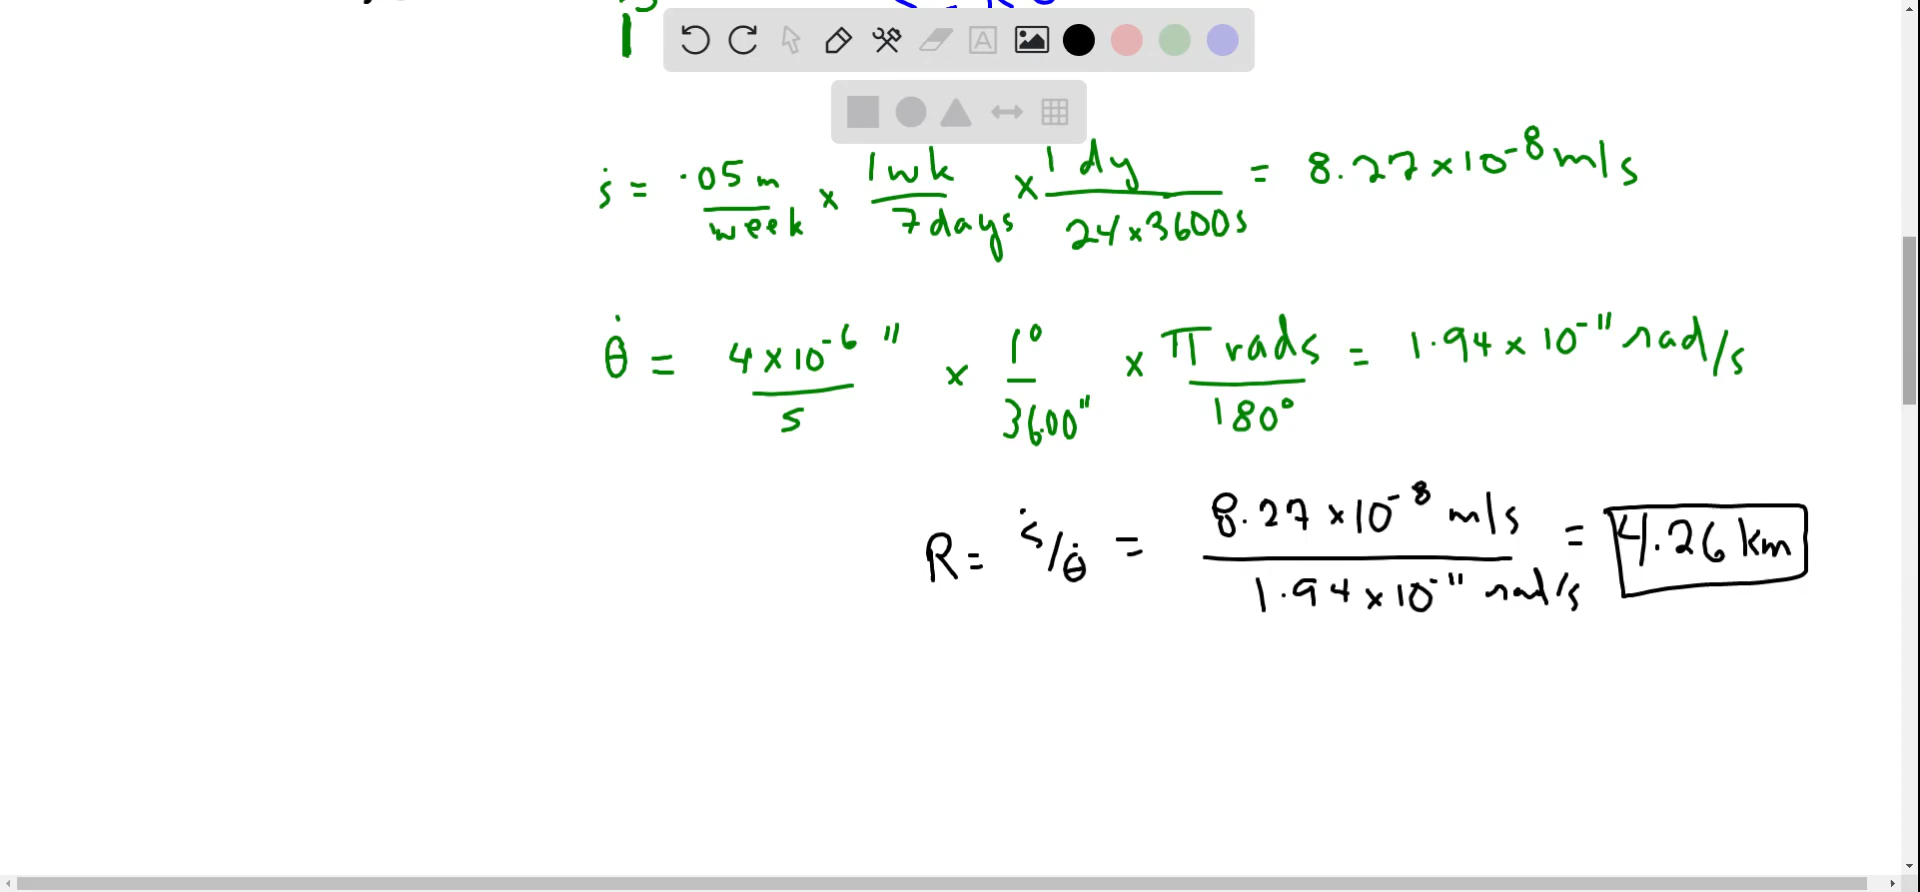 ṡ = .05 m/week × 1 wk/7 days × 1 dy/24×3600 s = 8.27 × 10⁻⁸ m/s
θ̇ = 4 × 10⁻⁶ "/s × 1°/3600" × π rads/180° = 1.94 × 10⁻¹¹ rad/s
R = ṡ/θ̇ = 8.27 × 10⁻⁸ m/s / 1.94 × 10⁻¹¹ rad/s = 4.26 km